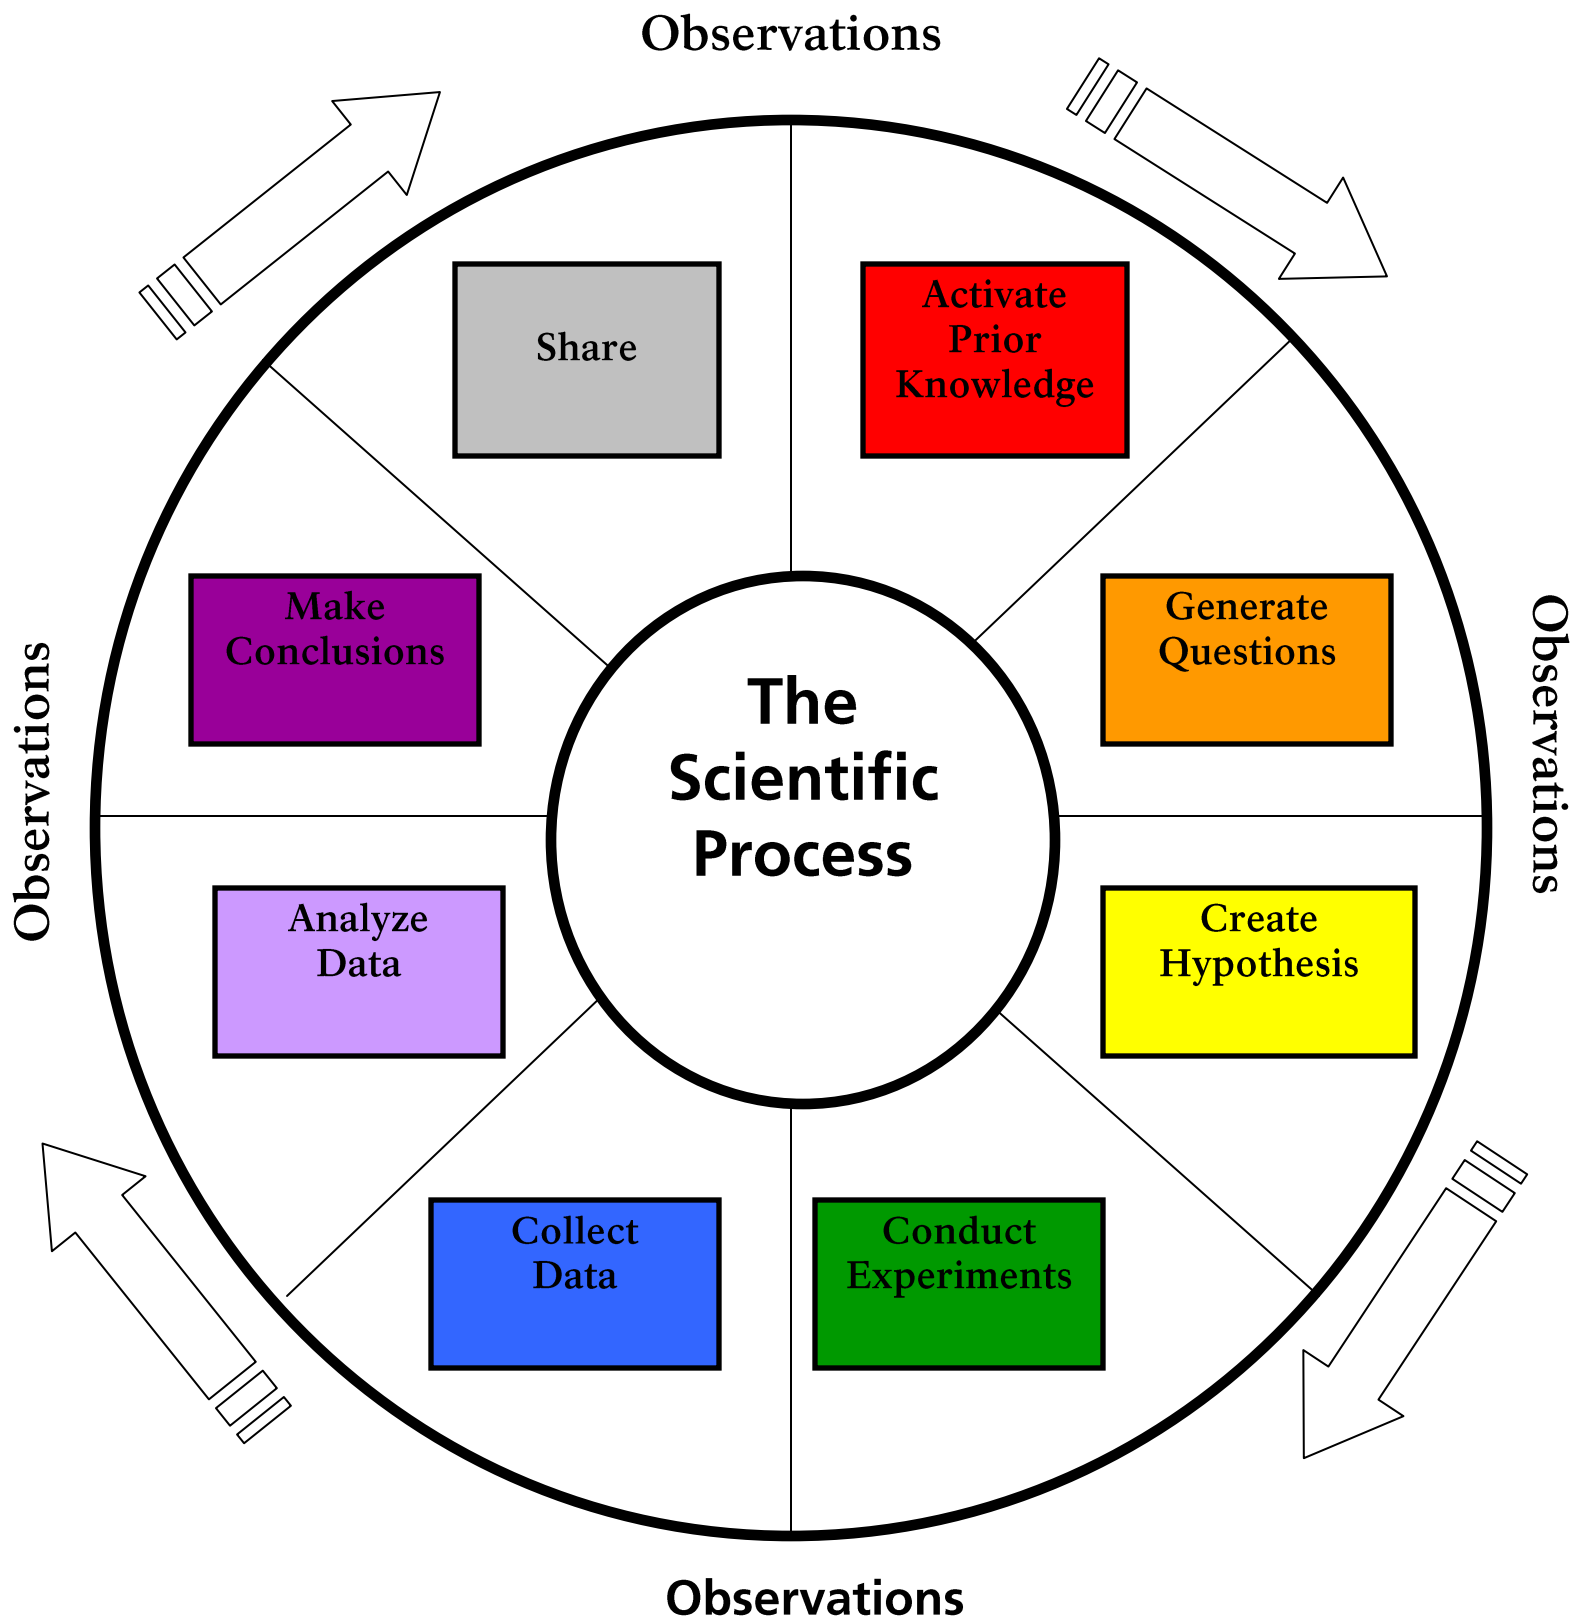 Observations
Share
Activate
Prior
Knowledge
Make
Conclusions
Generate
Questions
The
Scientific
Process
Observations
Observations
Analyze
Data
Create
Hypothesis
Collect
Data
Conduct
Experiments
Observations